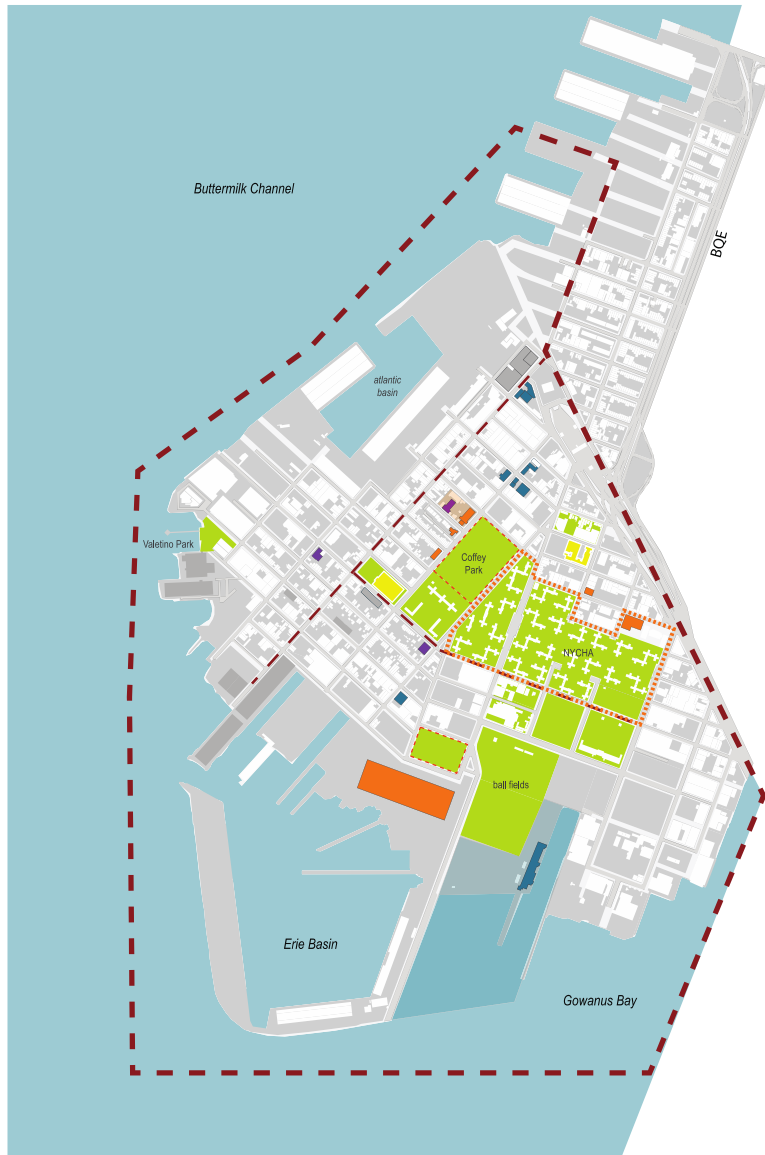 Buttermilk Channel
BQE
atlantic
basin
Valetino Park
Coffey
Park
NYCHA
ball fields
Erie Basin
Gowanus Bay